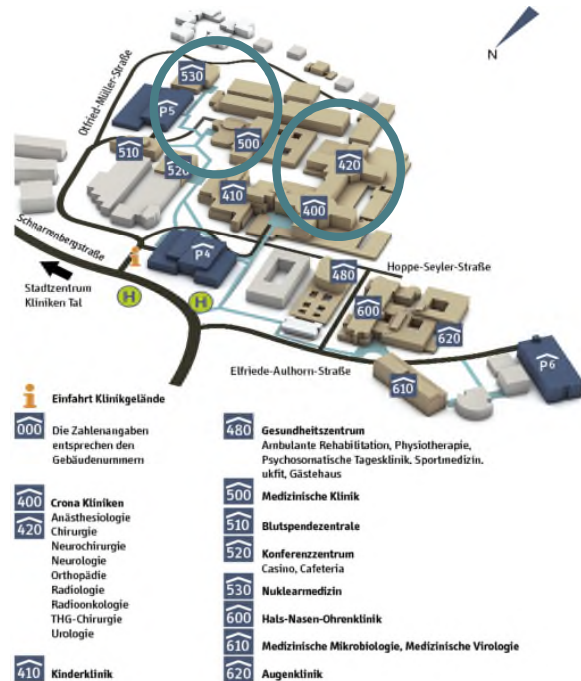 N
530
Otfried-Müller-Straße
P5
500
510
420
520
410
400
Schnarrenbergstraße
P4
480
Hoppe-Seyler-Straße
Stadtzentrum
Kliniken Tal
H
H
600
620
P6
Elfriede-Aulhorn-Straße
610
i Einfahrt Klinikgelände
000 Die Zahlenangaben
entsprechen den
Gebäudenummern
400 Crona Kliniken
420 Anästhesiologie
Chirurgie
Neurochirurgie
Neurologie
Orthopädie
Radiologie
Radioonkologie
THG-Chirurgie
Urologie
410 Kinderklinik
480 Gesundheitszentrum
Ambulante Rehabilitation, Physiotherapie,
Psychosomatische Tagesklinik, Sportmedizin,
ukfit, Gästehaus
500 Medizinische Klinik
510 Blutspendezentrale
520 Konferenzzentrum
Casino, Cafeteria
530 Nuklearmedizin
600 Hals-Nasen-Ohrenklinik
610 Medizinische Mikrobiologie, Medizinische Virologie
620 Augenklinik